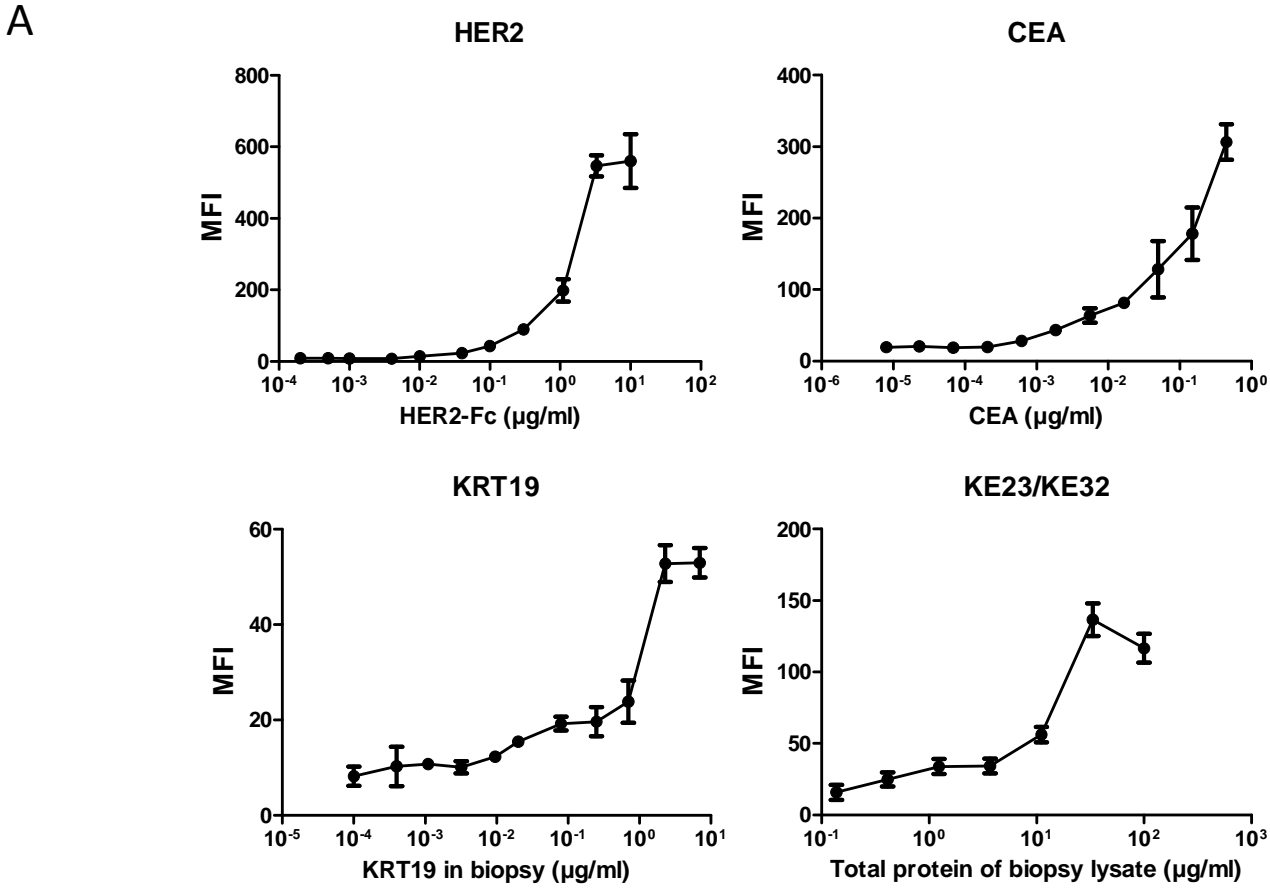 A
HER2
800
600
400
200
0
MFI
10⁻⁴ 10⁻³ 10⁻² 10⁻¹ 10⁰ 10¹ 10²
HER2-Fc (µg/ml)
CEA
400
300
200
100
0
MFI
10⁻⁶ 10⁻⁵ 10⁻⁴ 10⁻³ 10⁻² 10⁻¹ 10⁰
CEA (µg/ml)
KRT19
60
40
20
0
MFI
10⁻⁵ 10⁻⁴ 10⁻³ 10⁻² 10⁻¹ 10⁰ 10¹
KRT19 in biopsy (µg/ml)
KE23/KE32
200
150
100
50
0
MFI
10⁻¹ 10⁰ 10¹ 10² 10³
Total protein of biopsy lysate (µg/ml)